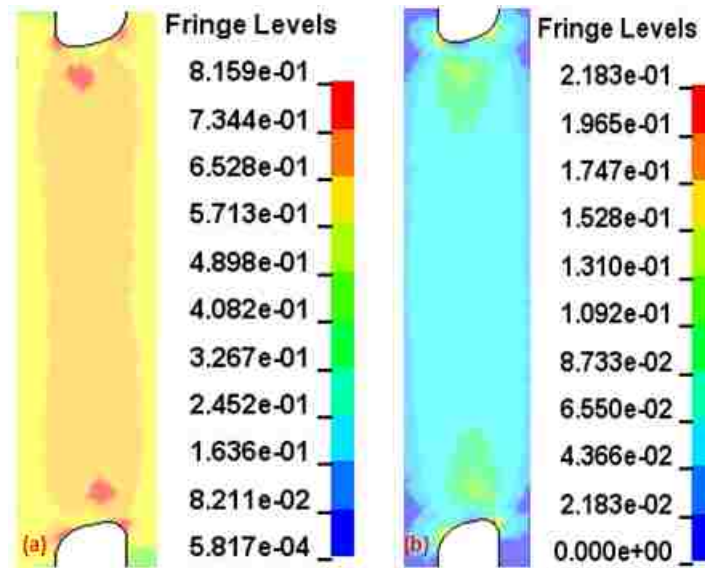 Fringe Levels
8.159e-01
7.344e-01
6.528e-01
5.713e-01
4.898e-01
4.082e-01
3.267e-01
2.452e-01
1.636e-01
8.211e-02
5.817e-04
(a)
Fringe Levels
2.183e-01
1.965e-01
1.747e-01
1.528e-01
1.310e-01
1.092e-01
8.733e-02
6.550e-02
4.366e-02
2.183e-02
0.000e+00
(b)